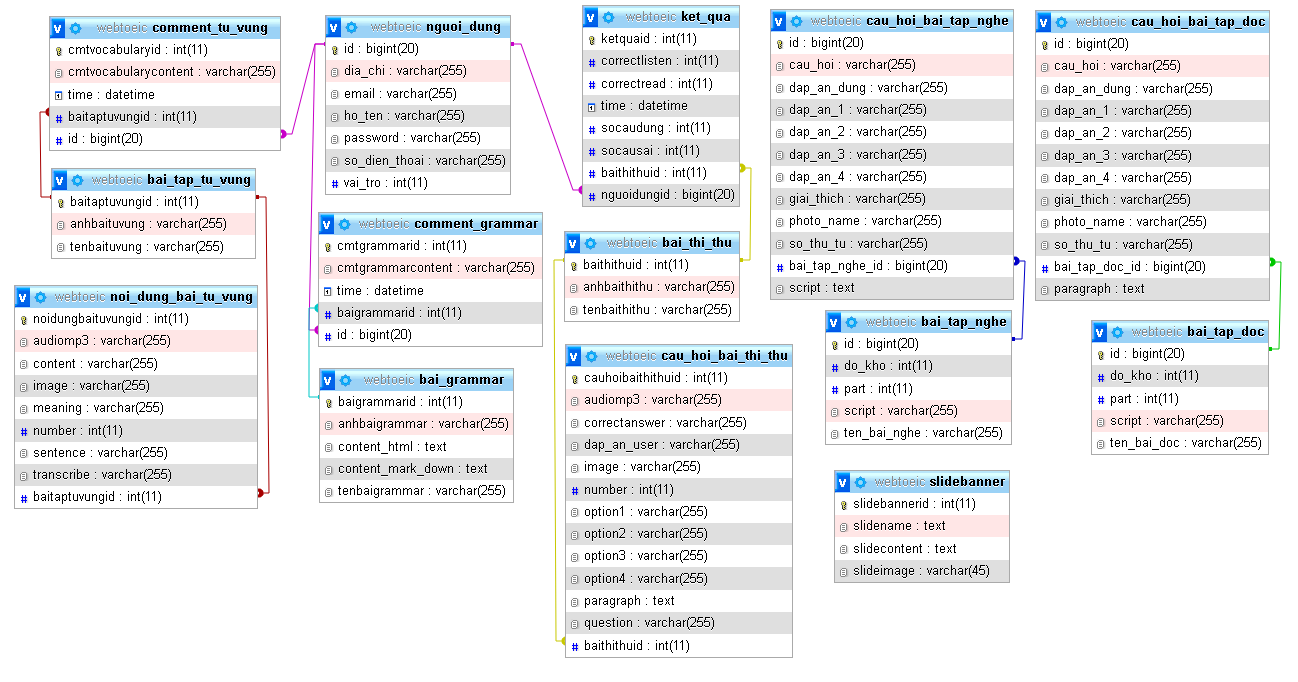 webtoeic comment_tu_vung
cmtvocabularyid : int(11)
cmtvocabularycontent : varchar(255)
time : datetime
baitaptuvungid : int(11)
id : bigint(20)
webtoeic bai_tap_tu_vung
baitaptuvungid : int(11)
anhbaituvung : varchar(255)
tenbaituvung : varchar(255)
webtoeic noi_dung_bai_tu_vung
noidungbaituvungid : int(11)
audiomp3 : varchar(255)
content : varchar(255)
image : varchar(255)
meaning : varchar(255)
number : int(11)
sentence : varchar(255)
transcribe : varchar(255)
baitaptuvungid : int(11)
webtoeic nguoi_dung
id : bigint(20)
dia_chi : varchar(255)
email : varchar(255)
ho_ten : varchar(255)
password : varchar(255)
so_dien_thoai : varchar(255)
vai_tro : int(11)
webtoeic comment_grammar
cmtgrammarid : int(11)
cmtgrammarcontent : varchar(255)
time : datetime
baigrammarid : int(11)
id : bigint(20)
webtoeic bai_grammar
baigrammarid : int(11)
anhbaigrammar : varchar(255)
content_html : text
content_mark_down : text
tenbaigrammar : varchar(255)
webtoeic ket_qua
ketquaid : int(11)
correctlisten : int(11)
correctread : int(11)
time : datetime
socaudung : int(11)
socausai : int(11)
baithithuid : int(11)
nguoidungid : bigint(20)
webtoeic bai_thi_thu
baithithuid : int(11)
anhbaithithu : varchar(255)
tenbaithithu : varchar(255)
webtoeic cau_hoi_bai_thi_thu
cauhoibaithithuid : int(11)
audiomp3 : varchar(255)
correctanswer : varchar(255)
dap_an_user : varchar(255)
image : varchar(255)
number : int(11)
option1 : varchar(255)
option2 : varchar(255)
option3 : varchar(255)
option4 : varchar(255)
paragraph : text
question : varchar(255)
baithithuid : int(11)
webtoeic cau_hoi_bai_tap_nghe
id : bigint(20)
cau_hoi : varchar(255)
dap_an_dung : varchar(255)
dap_an_1 : varchar(255)
dap_an_2 : varchar(255)
dap_an_3 : varchar(255)
dap_an_4 : varchar(255)
giai_thich : varchar(255)
photo_name : varchar(255)
so_thu_tu : varchar(255)
bai_tap_nghe_id : bigint(20)
script : text
webtoeic bai_tap_nghe
id : bigint(20)
do_kho : int(11)
part : int(11)
script : varchar(255)
ten_bai_nghe : varchar(255)
webtoeic slidebanner
slidebannerid : int(11)
slidename : text
slidecontent : text
slideimage : varchar(45)
webtoeic cau_hoi_bai_tap_doc
id : bigint(20)
cau_hoi : varchar(255)
dap_an_dung : varchar(255)
dap_an_1 : varchar(255)
dap_an_2 : varchar(255)
dap_an_3 : varchar(255)
dap_an_4 : varchar(255)
giai_thich : varchar(255)
photo_name : varchar(255)
so_thu_tu : varchar(255)
bai_tap_doc_id : bigint(20)
paragraph : text
webtoeic bai_tap_doc
id : bigint(20)
do_kho : int(11)
part : int(11)
script : varchar(255)
ten_bai_doc : varchar(255)